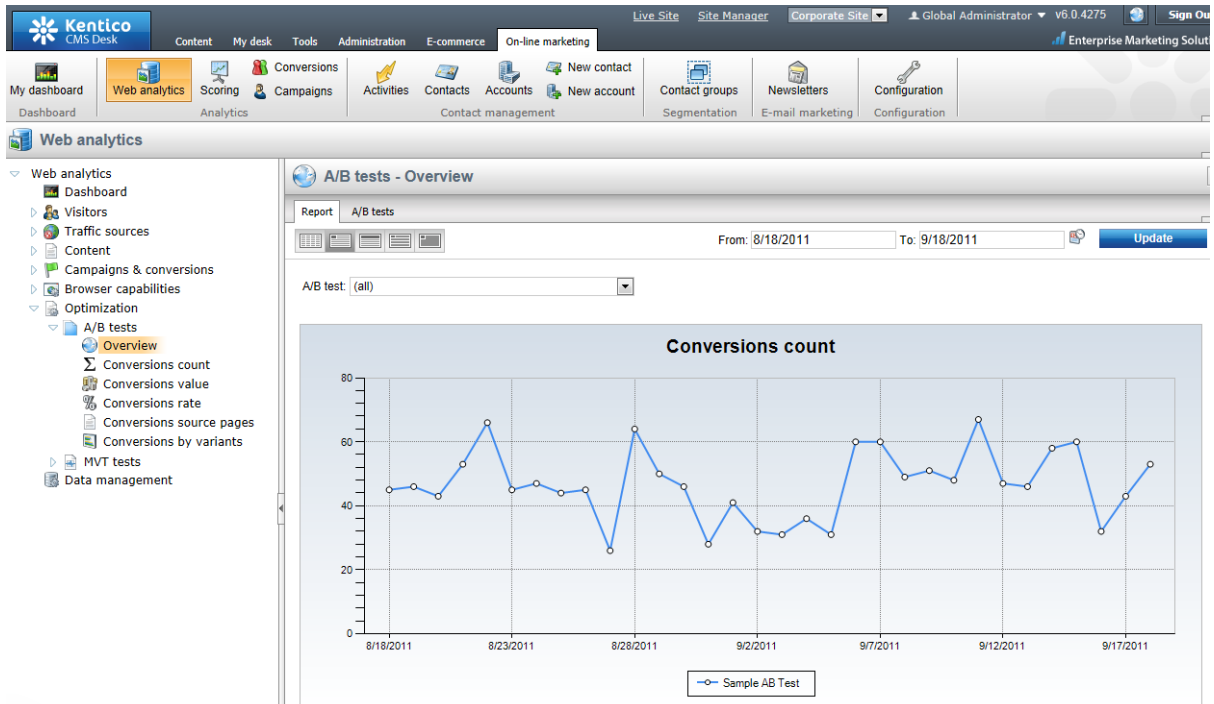 Kentico
CMS Desk
Live Site Site Manager Corporate Site Global Administrator v6.0.4275 Sign Ou
Content My desk Tools Administration E-commerce On-line marketing
Enterprise Marketing Soluti
My dashboard Web analytics Scoring Conversions Campaigns Activities Contacts Accounts New contact New account Contact groups Newsletters Configuration
Dashboard Analytics Contact management Segmentation E-mail marketing Configuration
Web analytics
Web analytics
Dashboard
Visitors
Traffic sources
Content
Campaigns & conversions
Browser capabilities
Optimization
A/B tests
Overview
Conversions count
Conversions value
Conversions rate
Conversions source pages
Conversions by variants
MVT tests
Data management
A/B tests - Overview
Report A/B tests
From: 8/18/2011 To: 9/18/2011 Update
A/B test: (all)
Conversions count
80
60
40
20
0
8/18/2011 8/23/2011 8/28/2011 9/2/2011 9/7/2011 9/12/2011 9/17/2011
Sample AB Test